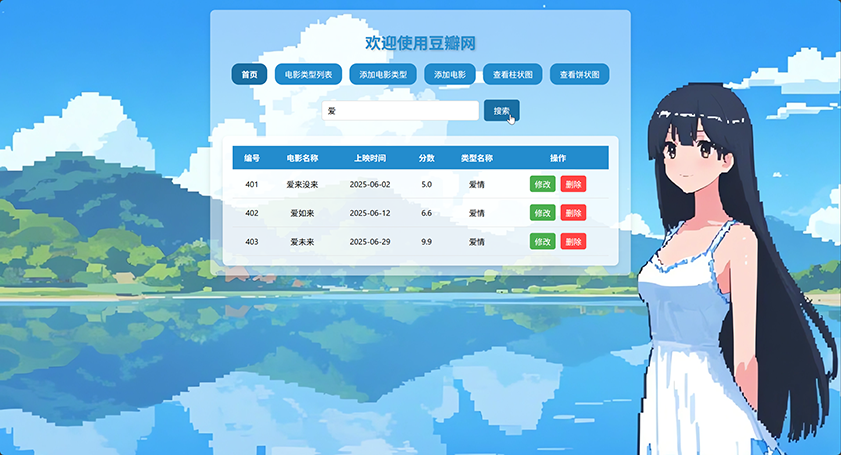 欢迎使用豆瓣网
首页 电影类型列表 添加电影类型 添加电影 查看柱状图 查看饼状图
爱 搜索
编号 电影名称 上映时间 分数 类型名称 操作
401 爱来没来 2025-06-02 5.0 爱情 修改 删除
402 爱如来 2025-06-12 6.6 爱情 修改 删除
403 爱未来 2025-06-29 9.9 爱情 修改 删除